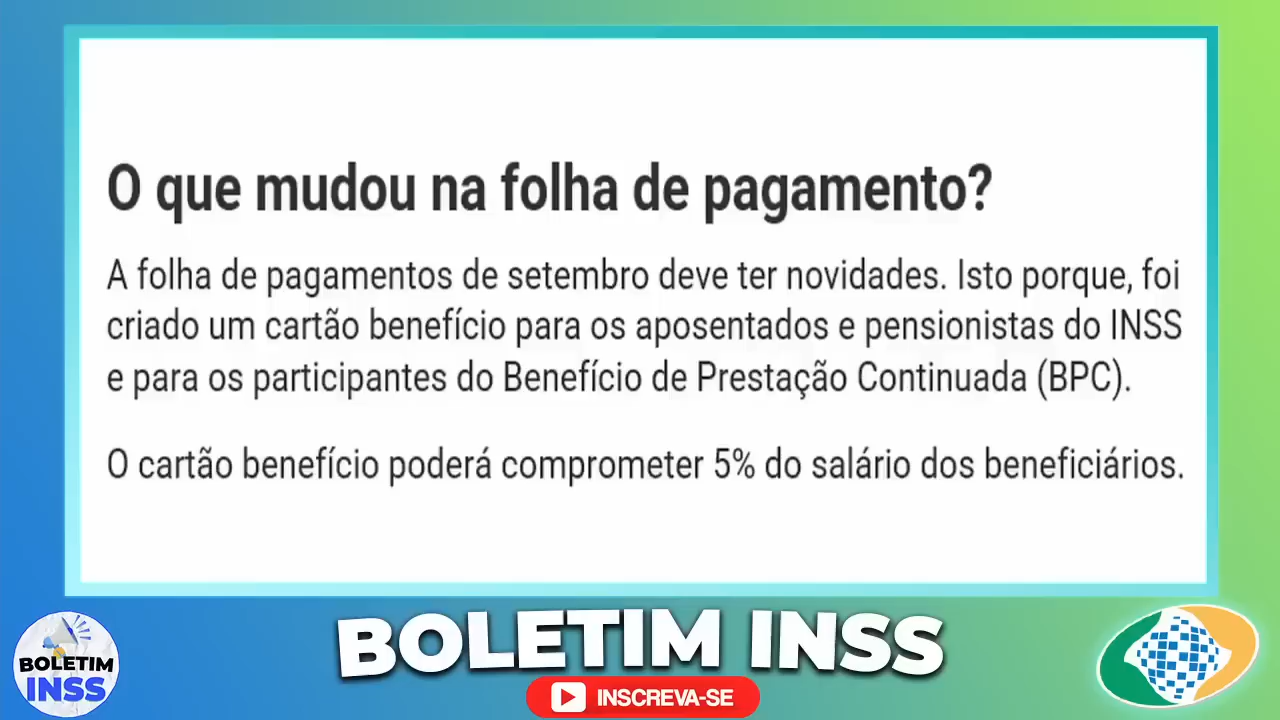 O que mudou na folha de pagamento?
A folha de pagamentos de setembro deve ter novidades. Isto porque, foi
criado um cartão benefício para os aposentados e pensionistas do INSS
e para os participantes do Benefício de Prestação Continuada (BPC).
O cartão benefício poderá comprometer 5% do salário dos beneficiários.
BOLETIM INSS
INSCREVA-SE
BOLETIM
INSS